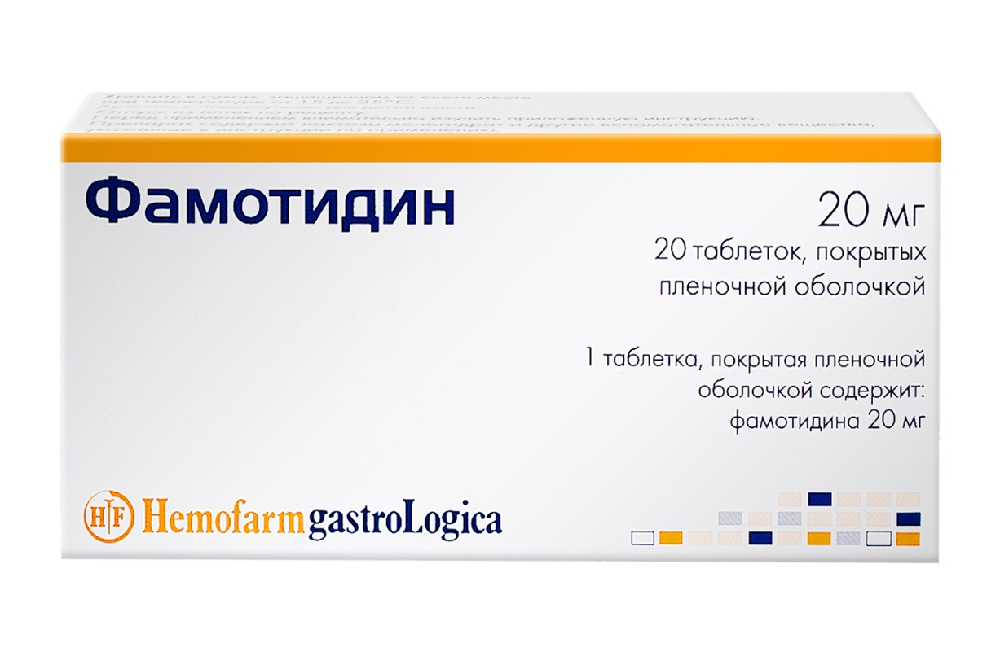 Хранить в сухом, защищенном от света месте
при температуре от 15 до 25°С.
Хранить в недоступном для детей месте.
Отпуск из аптек по рецепту
Перед применением внимательно изучить приложенную инструкцию.
Препарат содержит лактозы моногидрат и другие вспомогательные вещества,
указанные в инструкции по применению
Фамотидин
20 мг
20 таблеток, покрытых
пленочной оболочкой
1 таблетка, покрытая пленочной
оболочкой содержит:
фамотидина 20 мг
HF HemofarmgastroLogica